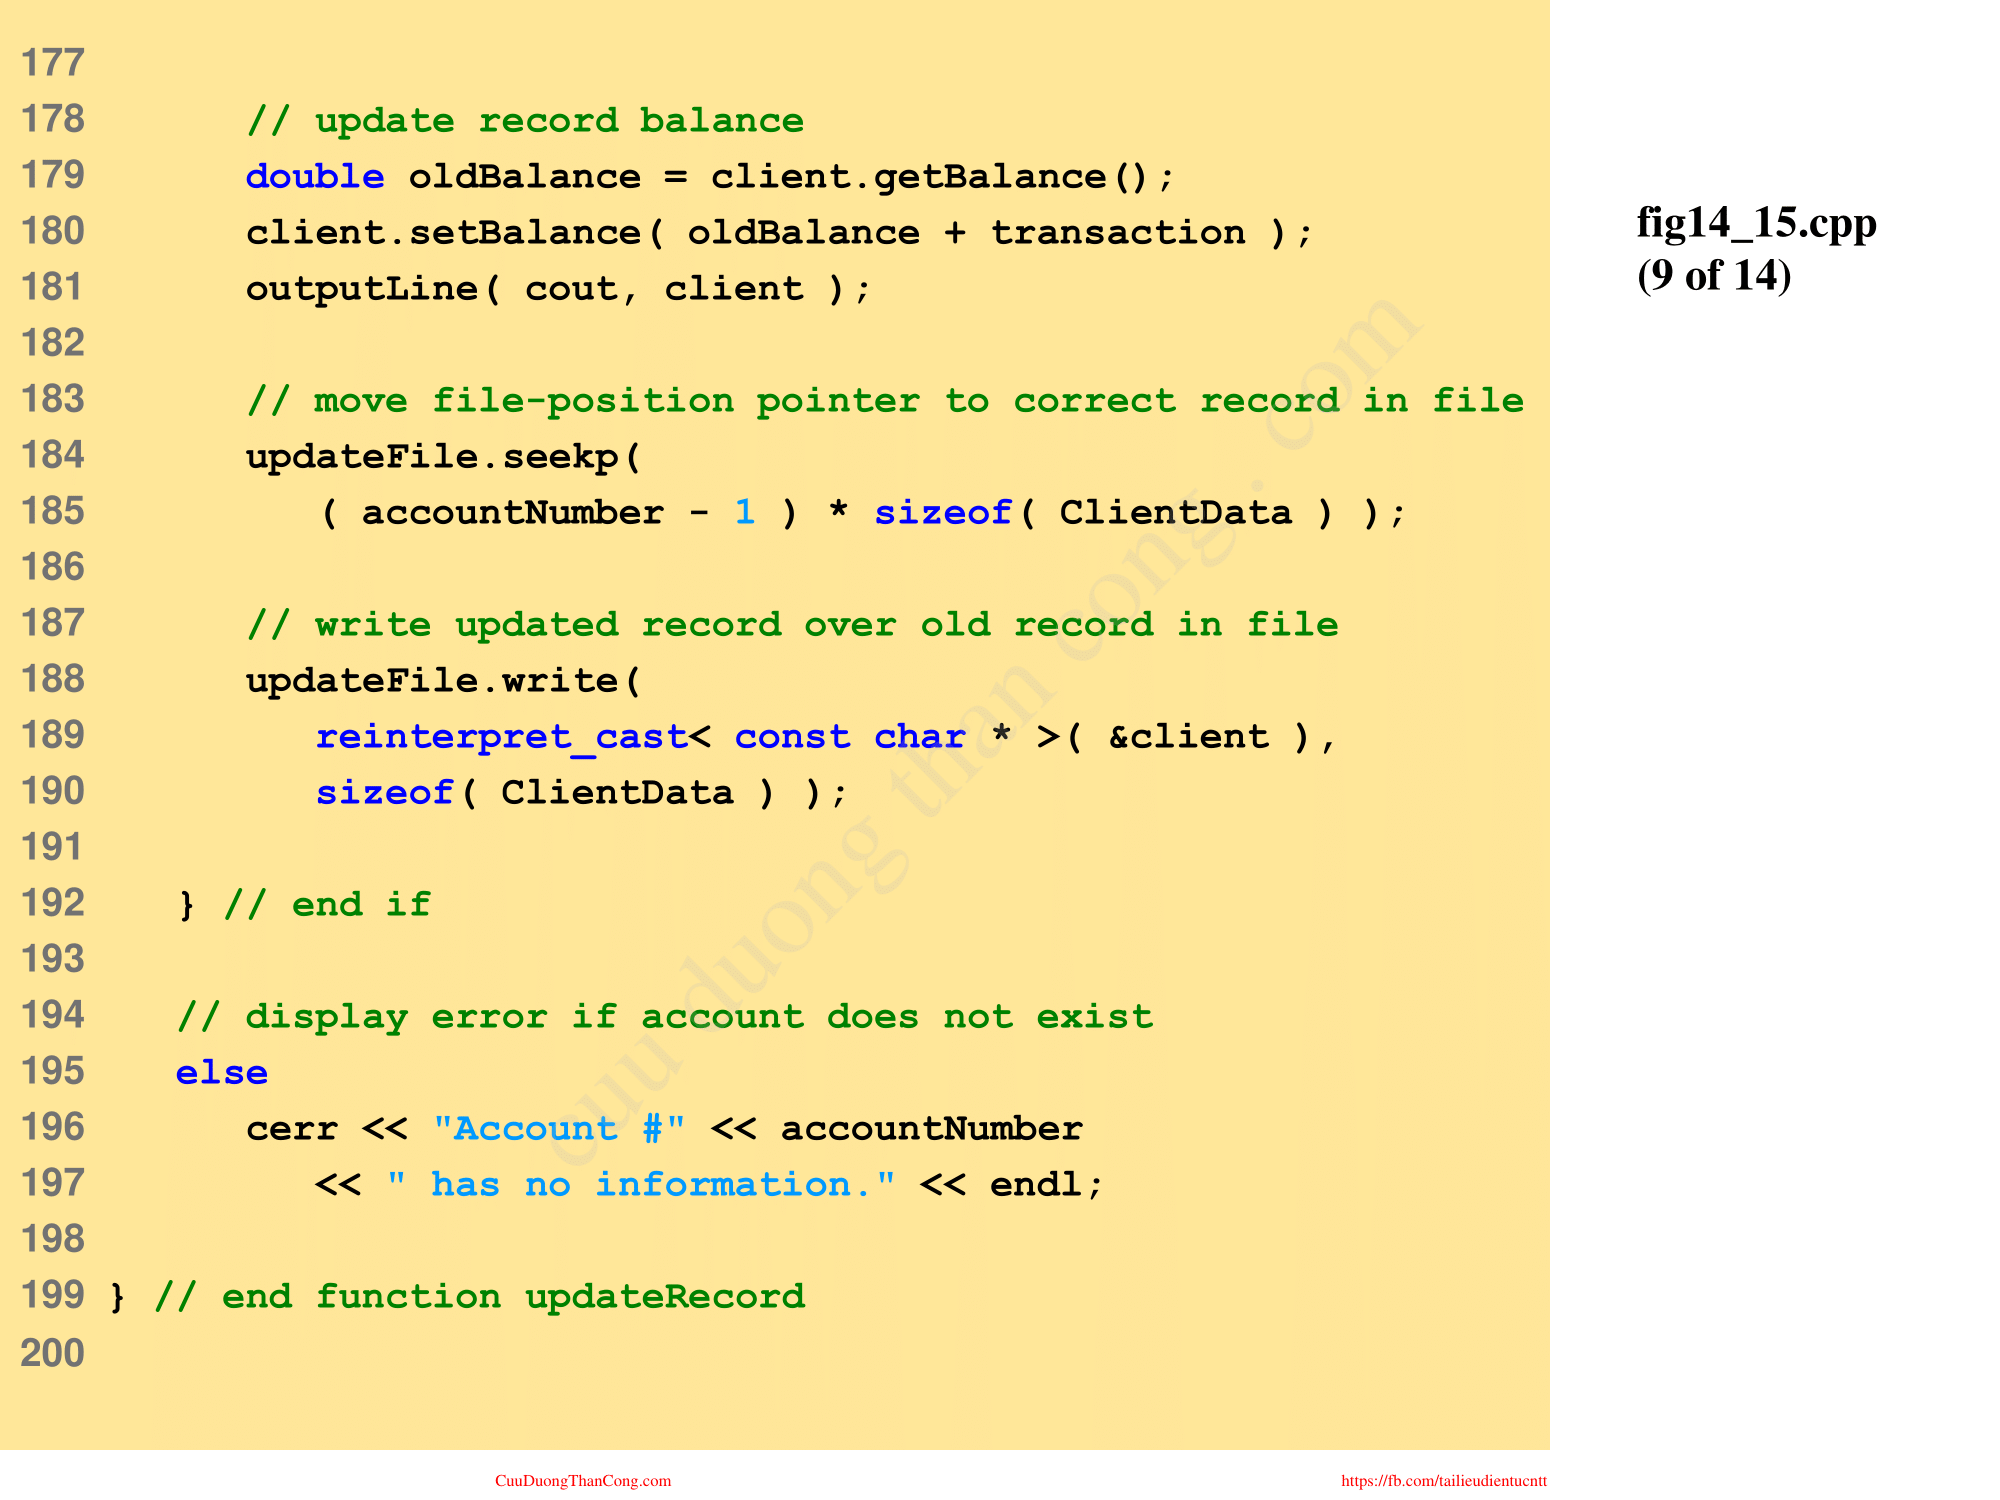 177
178 // update record balance
179 double oldBalance = client.getBalance();
180 client.setBalance( oldBalance + transaction );
181 outputLine( cout, client );
182
183 // move file-position pointer to correct record in file
184 updateFile.seekp(
185 ( accountNumber - 1 ) * sizeof( ClientData ) );
186
187 // write updated record over old record in file
188 updateFile.write(
189 reinterpret_cast< const char * >( &client ),
190 sizeof( ClientData ) );
191
192 } // end if
193
194 // display error if account does not exist
195 else
196 cerr << "Account #" << accountNumber
197 << " has no information." << endl;
198
199 } // end function updateRecord
200
fig14_15.cpp
(9 of 14)
cuu duong than cong . com
CuuDuongThanCong.com
https://fb.com/tailieudientucntt